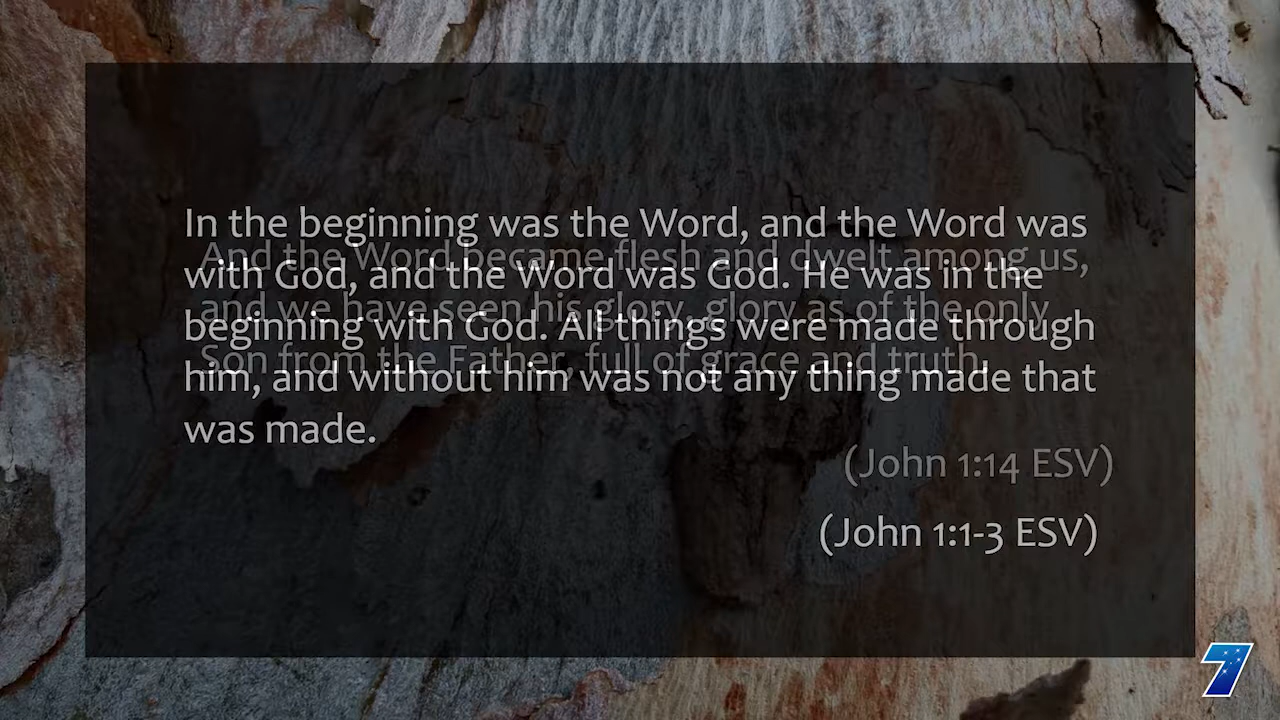 In the beginning was the Word, and the Word was
with God, and the Word was God. He was in the
beginning with God. All things were made through
him, and without him was not any thing made that
was made.
(John 1:1-3 ESV)
And the Word became flesh and dwelt among us,
and we have seen his glory, glory as of the only
Son from the Father, full of grace and truth.
(John 1:14 ESV)
7